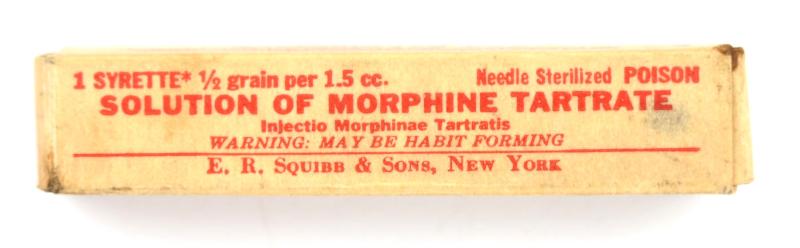 1 SYRETTE* ½ grain per 1.5 cc. Needle Sterilized POISON
SOLUTION OF MORPHINE TARTRATE
Injectio Morphinae Tartratis
WARNING: MAY BE HABIT FORMING
E. R. SQUIBB & SONS, NEW YORK